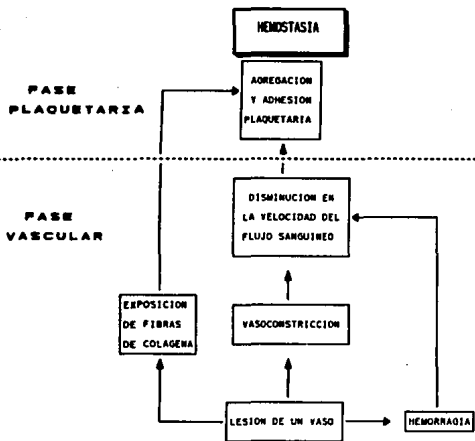 HEMOSTASIA
AGREGACION
Y ADHESION
PLAQUETARIA
FASE
PLAQUETARIA
DISMINUCION EN
LA VELOCIDAD DEL
FLUJO SANGUINEO
FASE
VASCULAR
EXPOSICION
DE FIBRAS
DE COLAGENA
VASOCONSTRICCION
LESION DE UN VASO
HEMORRAGIA